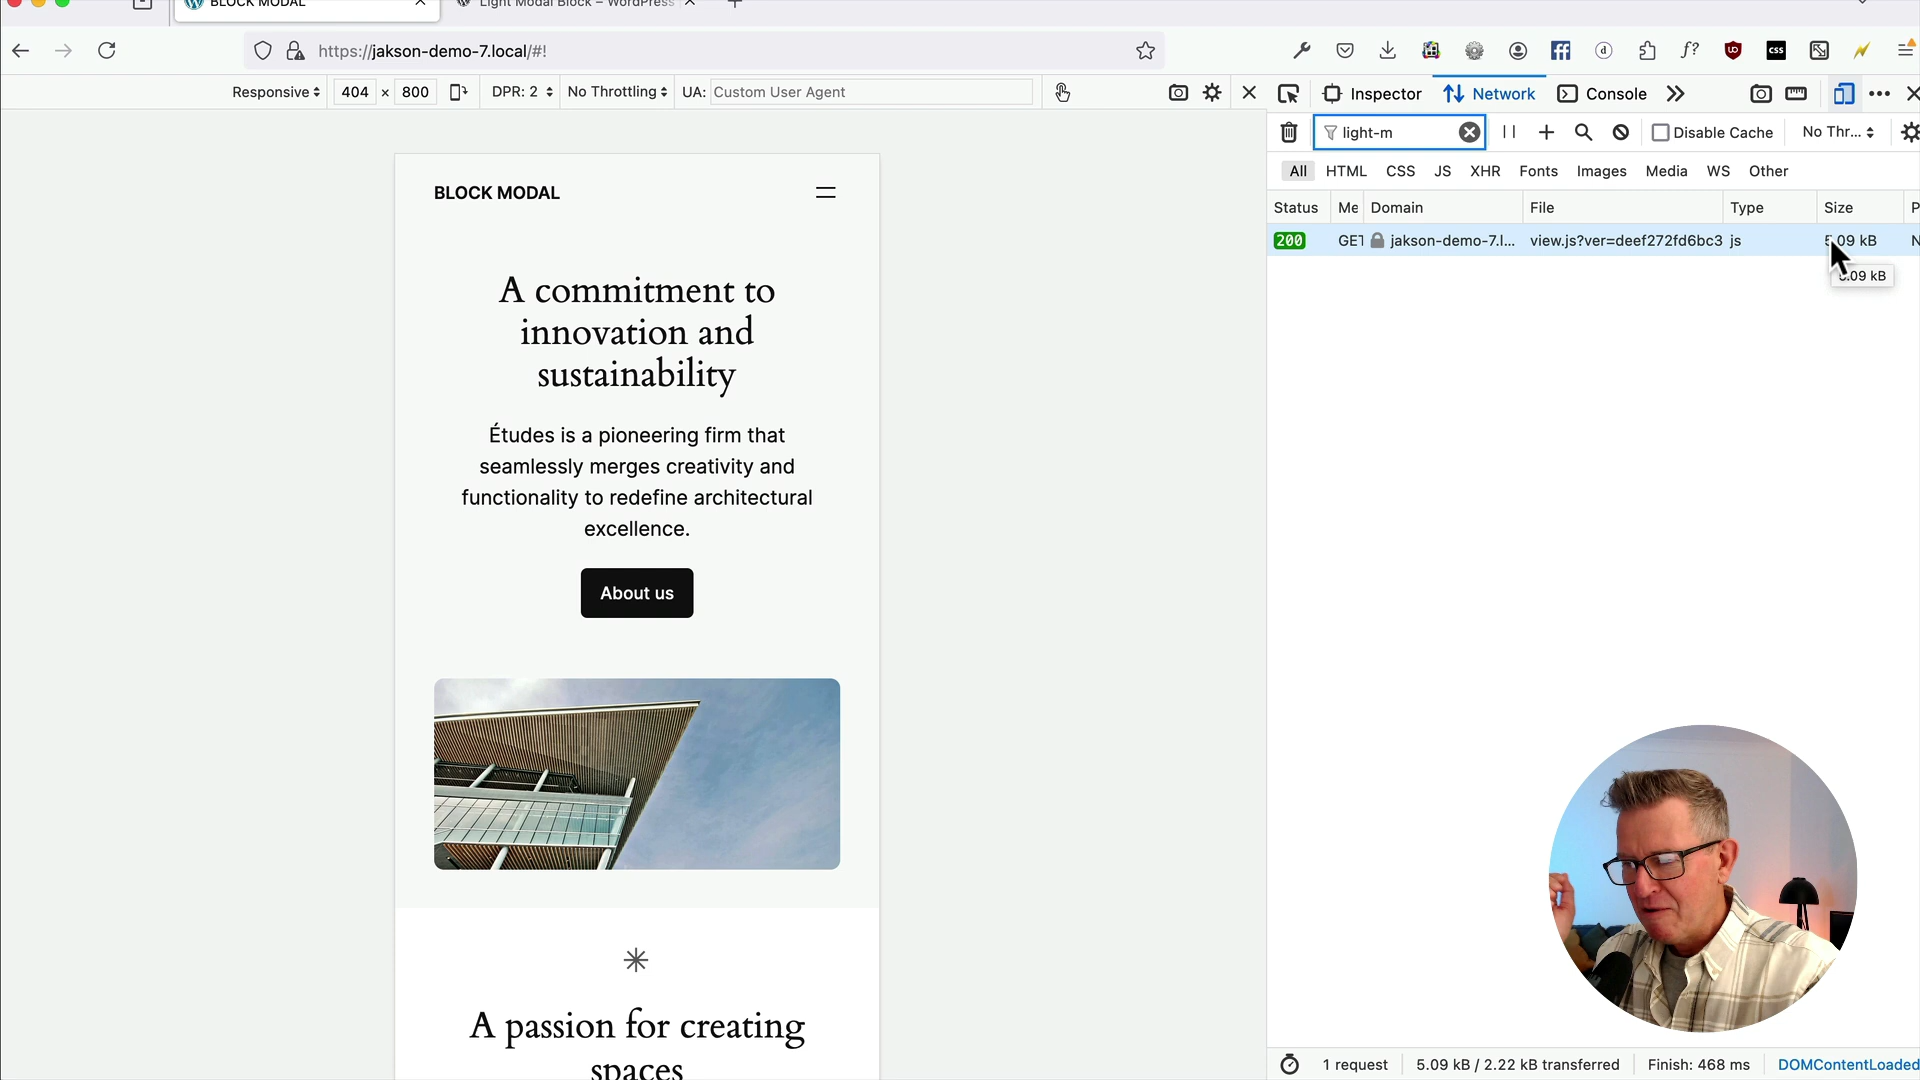 BLOCK MODAL
Light Modal Block – WordPress
https://jakson-demo-7.local/#!
Responsive
404 × 800
DPR: 2
No Throttling
UA: Custom User Agent
Inspector
Network
Console
light-m
Disable Cache
No Thr...
All HTML CSS JS XHR Fonts Images Media WS Other
Status Me Domain File Type Size
200 GET jakson-demo-7.l... view.js?ver=deef272fd6bc3 js 5.09 kB
BLOCK MODAL
A commitment to
innovation and
sustainability
Études is a pioneering firm that
seamlessly merges creativity and
functionality to redefine architectural
excellence.
About us
A passion for creating
spaces
1 request 5.09 kB / 2.22 kB transferred Finish: 468 ms DOMContentLoaded